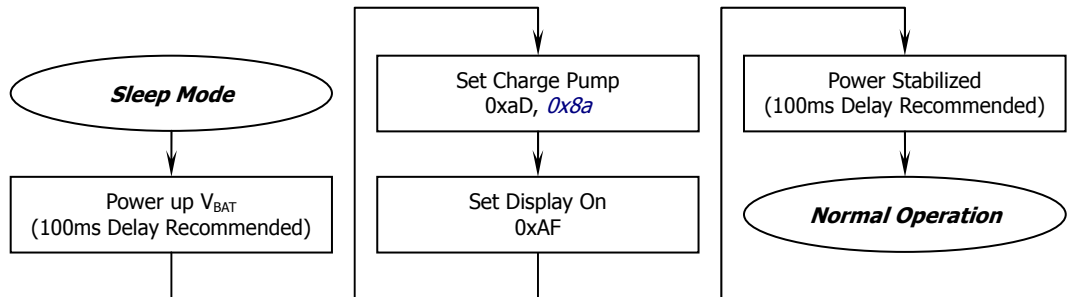 Sleep Mode
Power up VBAT
(100ms Delay Recommended)
Set Charge Pump
0xaD, 0x8a
Set Display On
0xAF
Power Stabilized
(100ms Delay Recommended)
Normal Operation